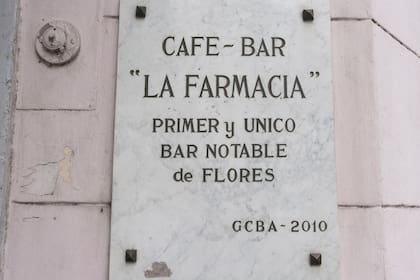 CAFE-BAR
"LA FARMACIA"
PRIMER y UNICO
BAR NOTABLE
de FLORES
GCBA-2010